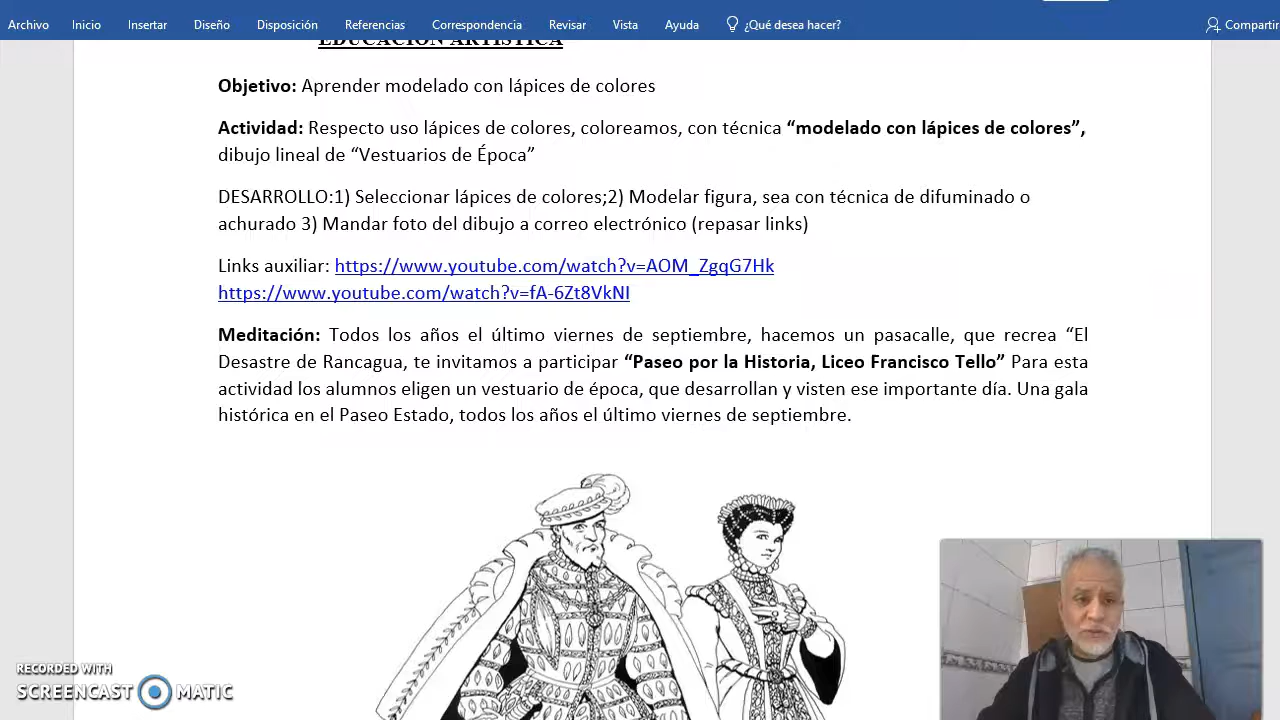 Archivo Inicio Insertar Diseño Disposición Referencias Correspondencia Revisar Vista Ayuda ¿Qué desea hacer? Compartir
EDUCACIÓN ARTÍSTICA
Objetivo: Aprender modelado con lápices de colores
Actividad: Respecto uso lápices de colores, coloreamos, con técnica “modelado con lápices de colores”,
dibujo lineal de “Vestuarios de Época”
DESARROLLO:1) Seleccionar lápices de colores;2) Modelar figura, sea con técnica de difuminado o
achurado 3) Mandar foto del dibujo a correo electrónico (repasar links)
Links auxiliar: https://www.youtube.com/watch?v=AOM_ZgqG7Hk
https://www.youtube.com/watch?v=fA-6Zt8VkNI
Meditación: Todos los años el último viernes de septiembre, hacemos un pasacalle, que recrea “El
Desastre de Rancagua, te invitamos a participar “Paseo por la Historia, Liceo Francisco Tello” Para esta
actividad los alumnos eligen un vestuario de época, que desarrollan y visten ese importante día. Una gala
histórica en el Paseo Estado, todos los años el último viernes de septiembre.
RECORDED WITH
SCREENCAST MATIC